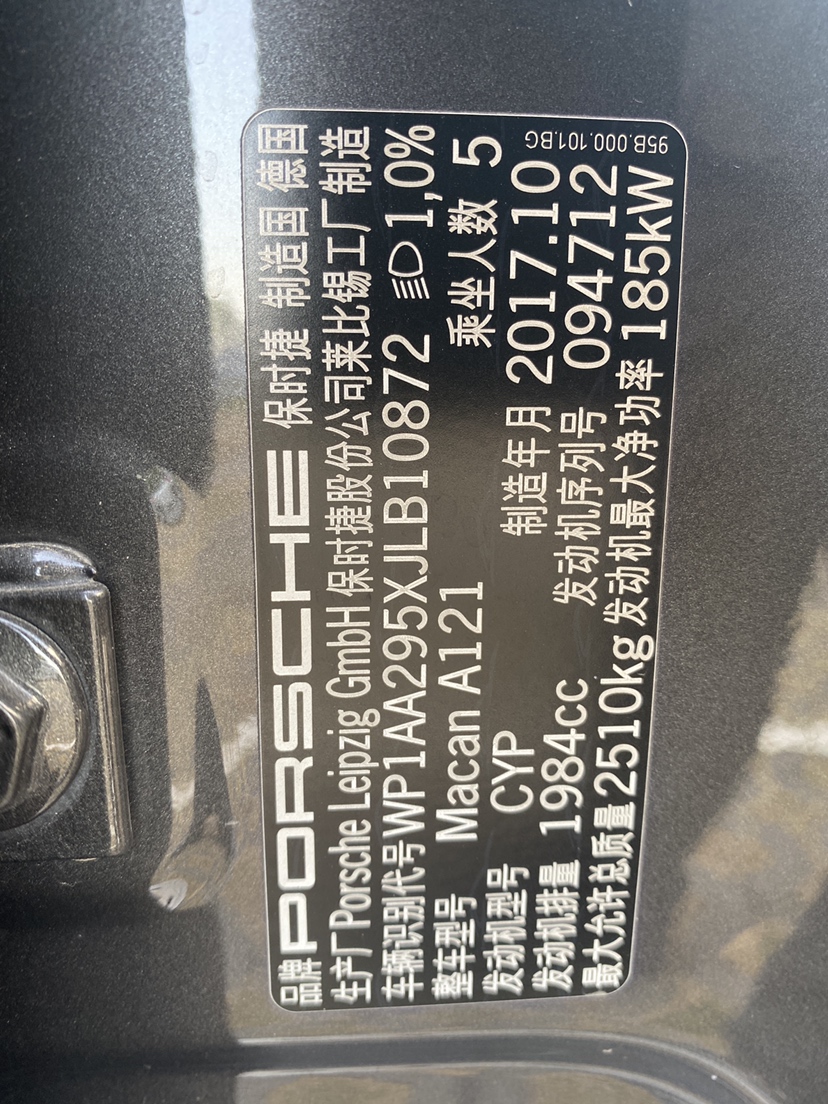 品牌 PORSCHE 保时捷 制造国 德国
生产厂 Porsche Leipzig GmbH 保时捷股份公司莱比锡工厂制造
车辆识别代号 WP1AA295XJLB10872 1,0%
整车型号 Macan A121 乘坐人数 5
发动机型号 CYP 制造年月 2017.10
发动机排量 1984cc 发动机序列号 094712
最大允许总质量 2510kg 发动机最大净功率 185kW
95B.000.101.BG